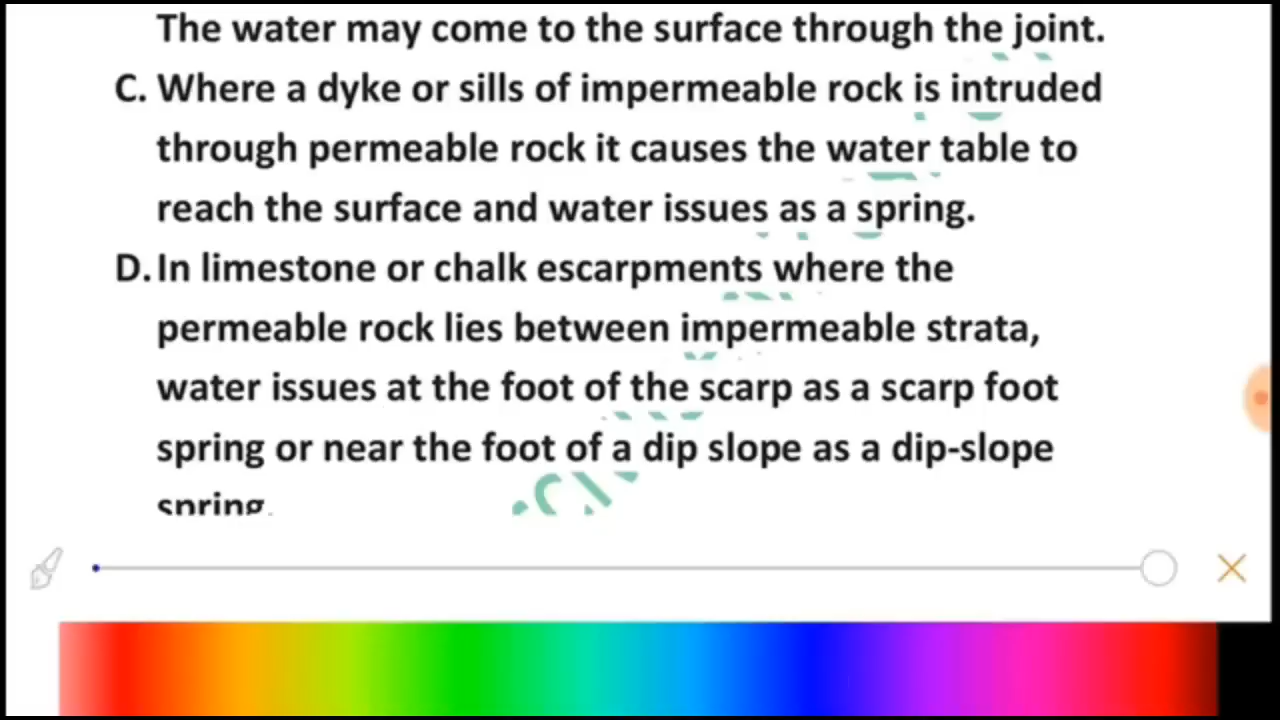 The water may come to the surface through the joint.
C. Where a dyke or sills of impermeable rock is intruded
through permeable rock it causes the water table to
reach the surface and water issues as a spring.
D. In limestone or chalk escarpments where the
permeable rock lies between impermeable strata,
water issues at the foot of the scarp as a scarp foot
spring or near the foot of a dip slope as a dip-slope
spring.